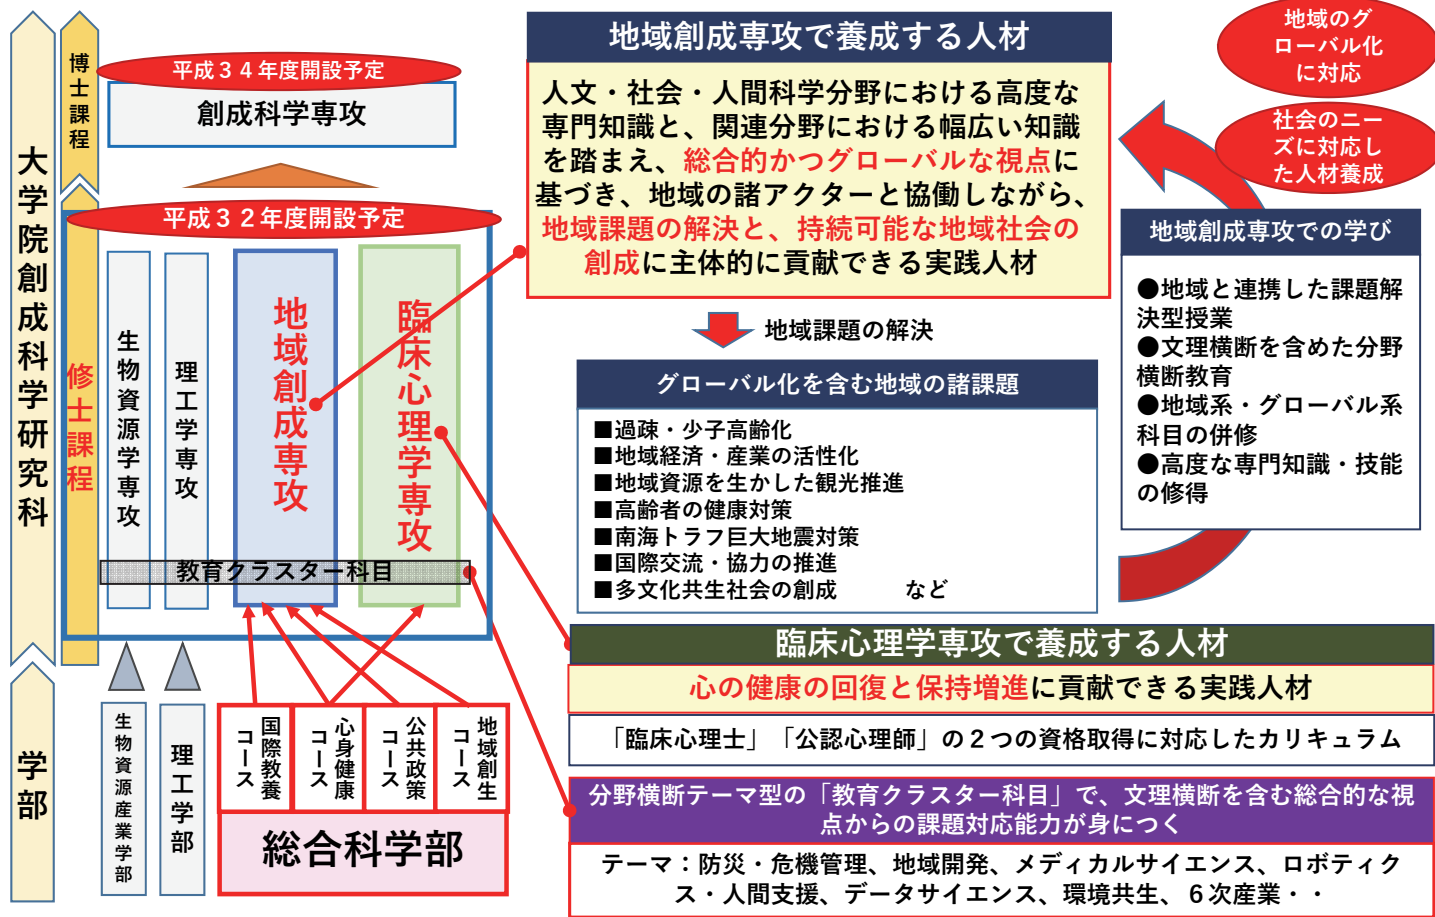 大学院創成科学研究科
博士課程
平成３４年度開設予定
創成科学専攻
修士課程
平成３２年度開設予定
生物資源学専攻
理工学専攻
地域創成専攻
臨床心理学専攻
教育クラスター科目
学部
生物資源産業学部
理工学部
国際教養
コース
心身健康
コース
公共政策
コース
地域創生
コース
総合科学部
地域創成専攻で養成する人材
人文・社会・人間科学分野における高度な
専門知識と、関連分野における幅広い知識
を踏まえ、総合的かつグローバルな視点に
基づき、地域の諸アクターと協働しながら、
地域課題の解決と、持続可能な地域社会の
創成に主体的に貢献できる実践人材
地域課題の解決
グローバル化を含む地域の諸課題
■過疎・少子高齢化
■地域経済・産業の活性化
■地域資源を生かした観光推進
■高齢者の健康対策
■南海トラフ巨大地震対策
■国際交流・協力の推進
■多文化共生社会の創成　　　など
地域のグ
ローバル化
に対応
社会のニー
ズに対応し
た人材養成
地域創成専攻での学び
●地域と連携した課題解
決型授業
●文理横断を含めた分野
横断教育
●地域系・グローバル系
科目の併修
●高度な専門知識・技能
の修得
臨床心理学専攻で養成する人材
心の健康の回復と保持増進に貢献できる実践人材
「臨床心理士」「公認心理師」の２つの資格取得に対応したカリキュラム
分野横断テーマ型の「教育クラスター科目」で、文理横断を含む総合的な視
点からの課題対応能力が身につく
テーマ：防災・危機管理、地域開発、メディカルサイエンス、ロボティク
ス・人間支援、データサイエンス、環境共生、６次産業・・